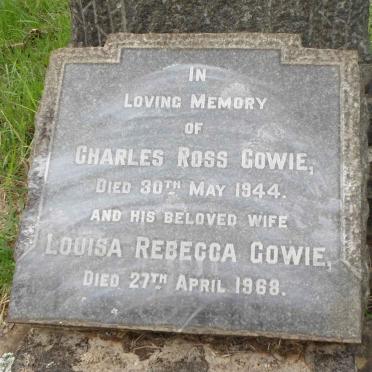 IN
LOVING MEMORY
OF
CHARLES ROSS GOWIE,
DIED 30TH MAY 1944.
AND HIS BELOVED WIFE
LOUISA REBECCA GOWIE,
DIED 27TH APRIL 1968.